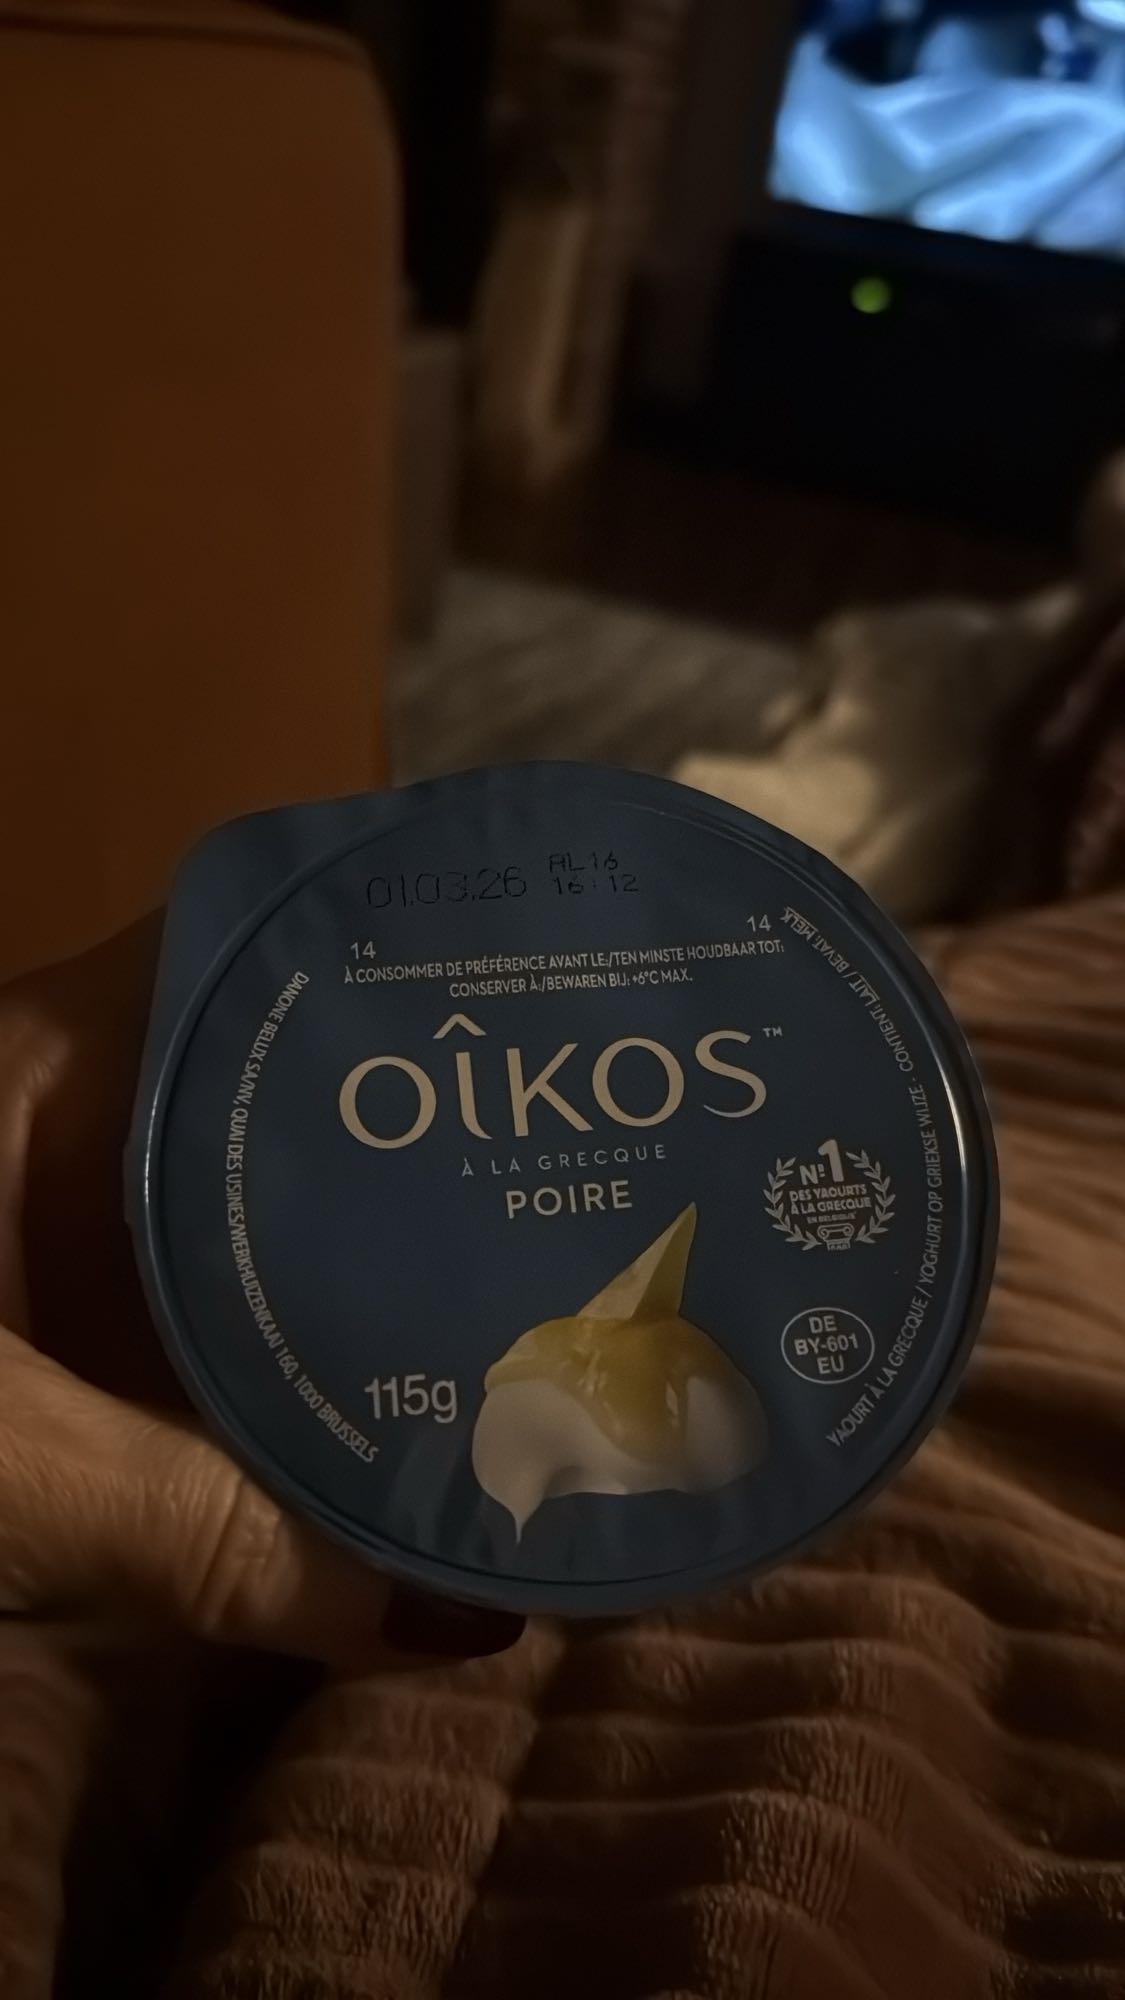 01.03.26 AL16
16:12
14 14
À CONSOMMER DE PRÉFÉRENCE AVANT LE:/TEN MINSTE HOUDBAAR TOT:
CONSERVER À:/BEWAREN BIJ: +6°C MAX.
DANONE BELUX SA/NV, QUAI DES USINES/WERKHUIZENKAAI 160, 1000 BRUSSELS
OÎKOS™
À LA GRECQUE
POIRE
N°1
DES YAOURTS
À LA GRECQUE
EN BELGIQUE*
115g
DE
BY-601
EU
YAOURT À LA GRECQUE / YOGHURT OP GRIEKSE WIJZE - CONTIENT: LAIT / BEVAT: MELK